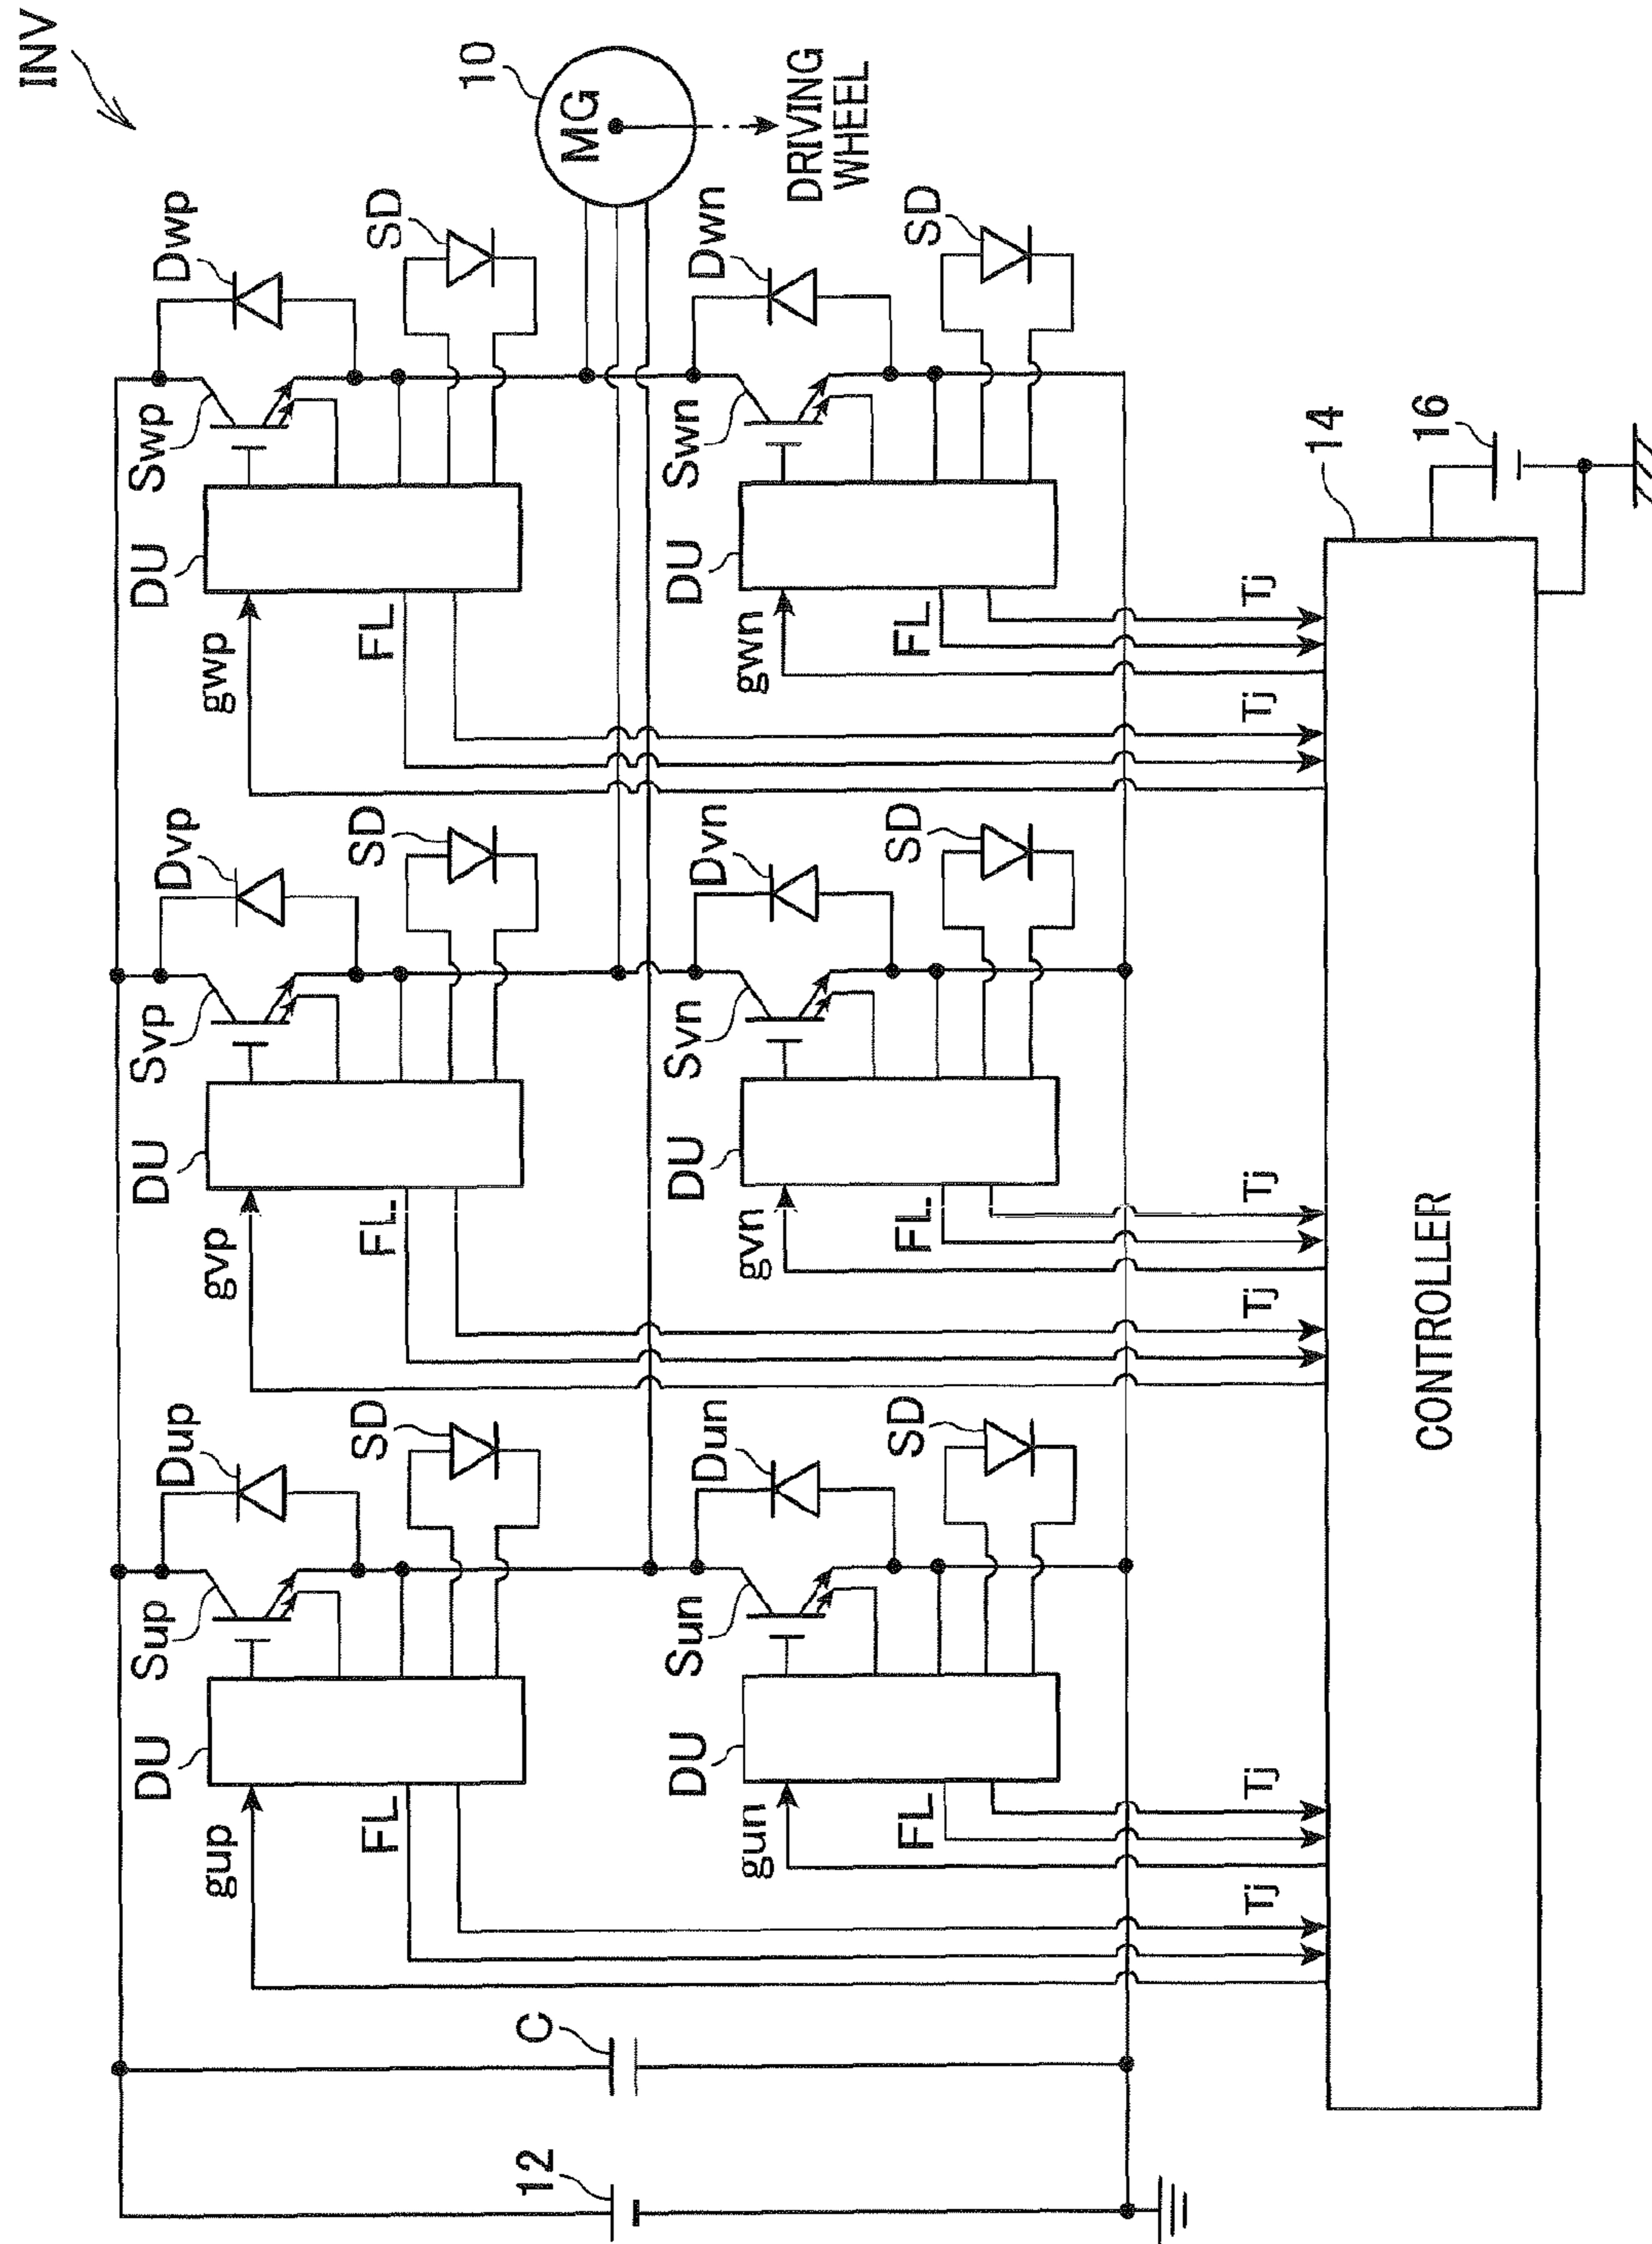 INV
DU
Sup
Dup
DU
Svp
Dvp
DU
Swp
Dwp
gup
gvp
gwp
FL
SD
FL
SD
FL
SD
10
12
C
MG
DU
Sun
Dun
DU
Svn
Dvn
DU
Swn
Dwn
gun
gvn
gwn
DRIVING
WHEEL
FL
SD
FL
SD
FL
SD
Tj
Tj
Tj
Tj
Tj
Tj
14
CONTROLLER
16